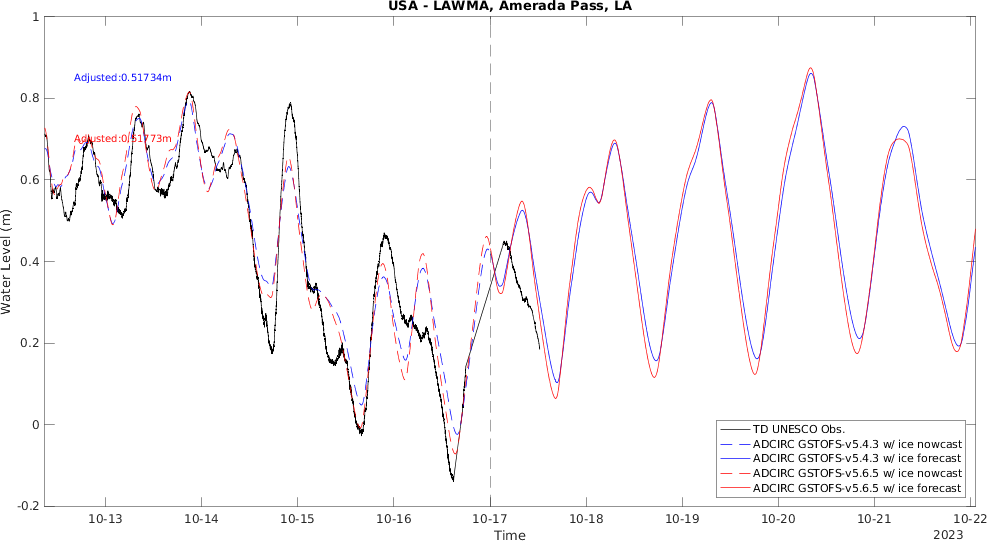 USA - LAWMA, Amerada Pass, LA
Adjusted:0.51734m
Adjusted:0.51773m
Water Level (m)
1
0.8
0.6
0.4
0.2
0
-0.2
10-13
10-14
10-15
10-16
10-17
10-18
10-19
10-20
10-21
10-22
Time
2023
TD UNESCO Obs.
ADCIRC GSTOFS-v5.4.3 w/ ice nowcast
ADCIRC GSTOFS-v5.4.3 w/ ice forecast
ADCIRC GSTOFS-v5.6.5 w/ ice nowcast
ADCIRC GSTOFS-v5.6.5 w/ ice forecast